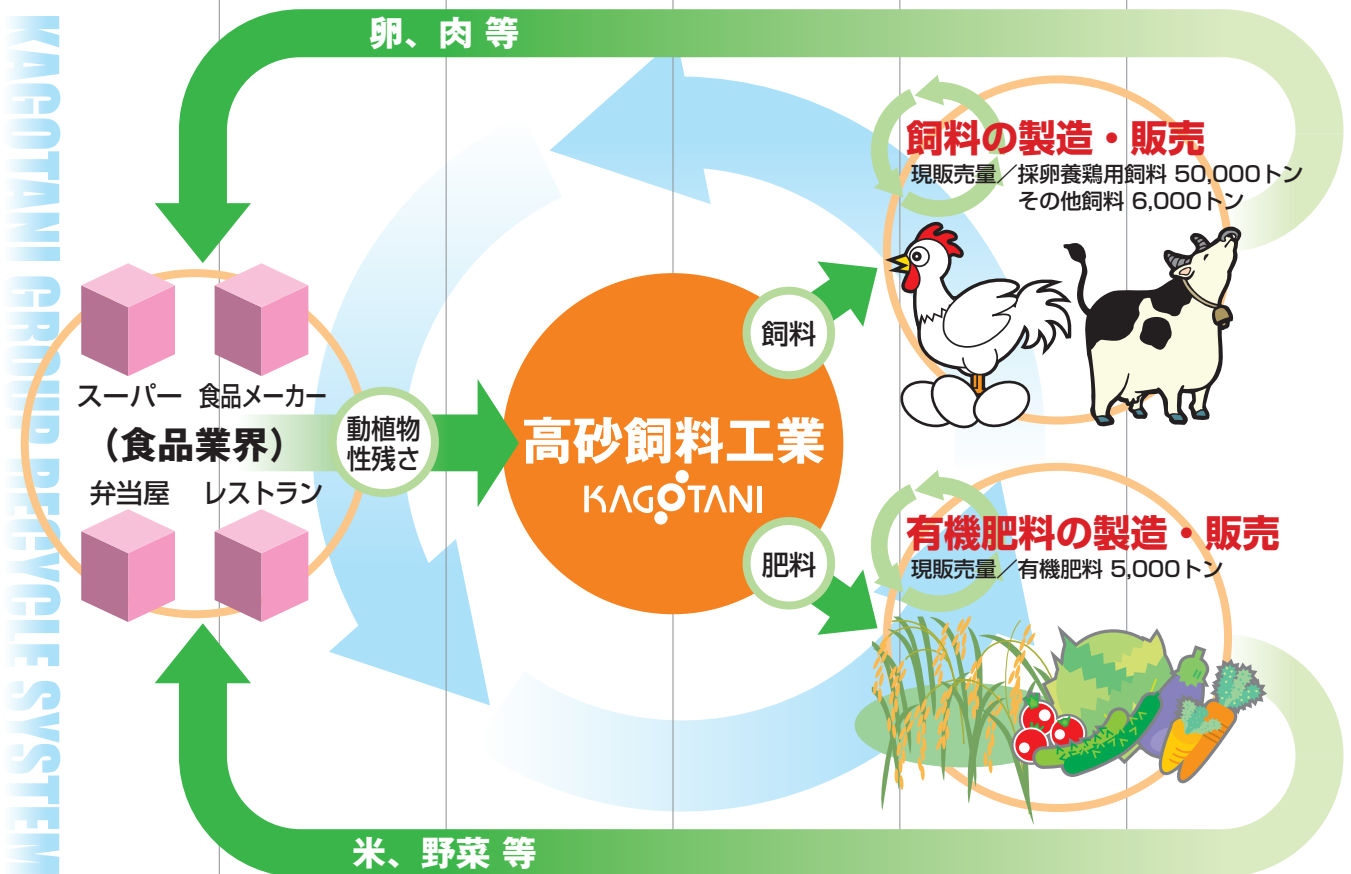 KAGOTANI GROUP RECYCLE SYSTEM
卵、肉 等
飼料の製造・販売
現販売量／採卵養鶏用飼料 50,000トン
その他飼料 6,000トン
スーパー 食品メーカー
（食品業界）
弁当屋 レストラン
動植物
性残さ
高砂飼料工業
KAGOTANI
飼料
肥料
有機肥料の製造・販売
現販売量／有機肥料 5,000トン
米、野菜 等